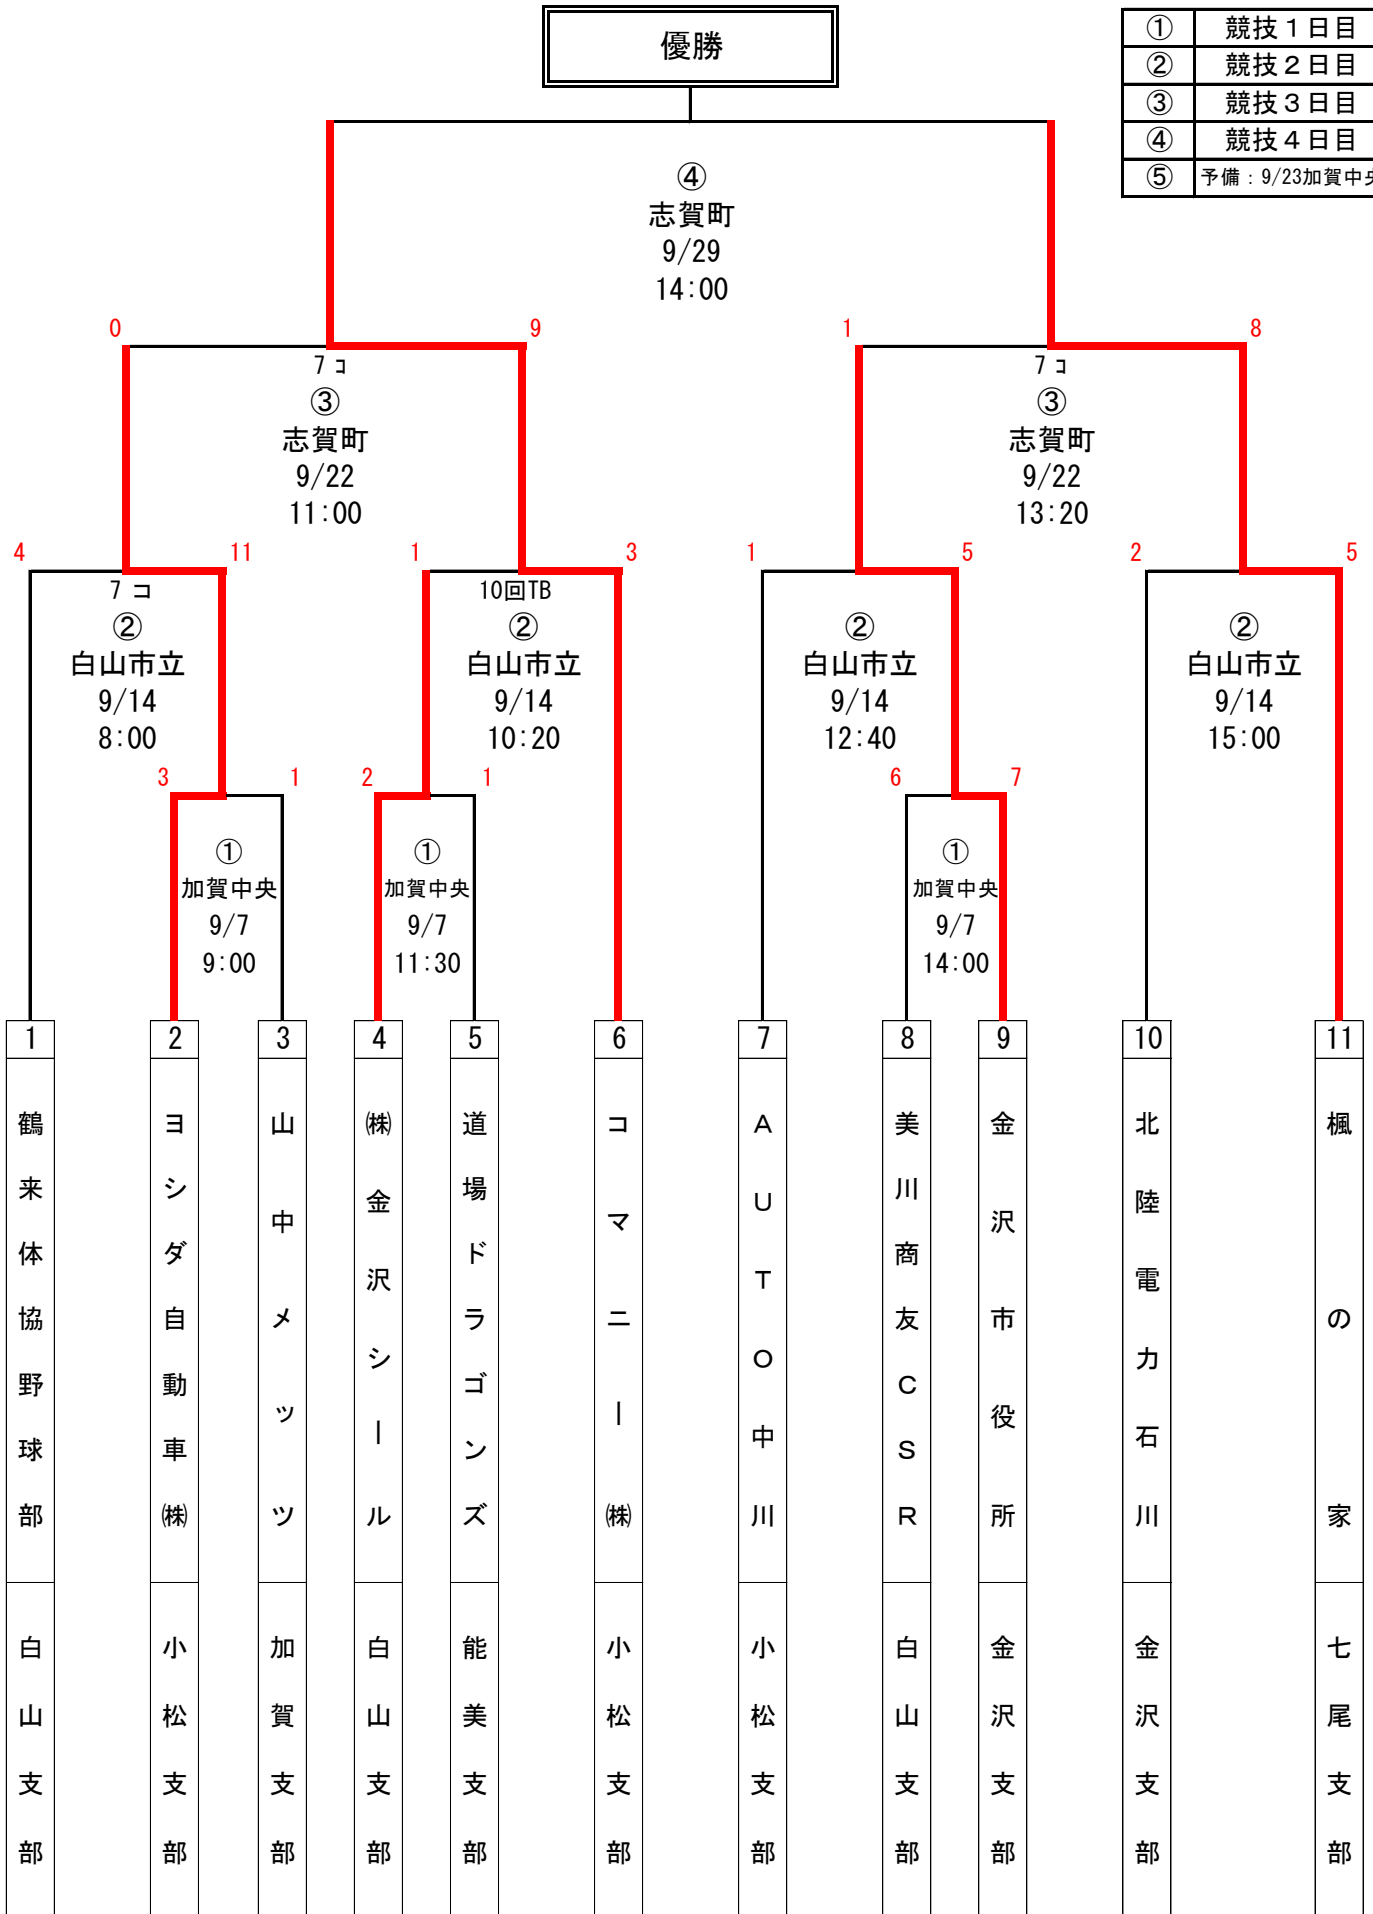 優勝
① 競技１日目
② 競技２日目
③ 競技３日目
④ 競技４日目
⑤ 予備：9/23加賀中央
④
志賀町
9/29
14:00
0 9 1 8
7コ 7コ
③ ③
志賀町 志賀町
9/22 9/22
11:00 13:20
4 11 1 3 1 5 2 5
7コ 10回TB
② ② ② ②
白山市立 白山市立 白山市立 白山市立
9/14 9/14 9/14 9/14
8:00 10:20 12:40 15:00
3 1 2 1 6 7
① ① ①
加賀中央 加賀中央 加賀中央
9/7 9/7 9/7
9:00 11:30 14:00
1 2 3 4 5 6 7 8 9 10 11
鶴来体協野球部
ヨシダ自動車㈱
山中メッツ
㈱金沢シール
道場ドラゴンズ
コマニー㈱
ＡＵＴＯ中川
美川商友ＣＳＲ
金沢市役所
北陸電力石川
楓の家
白山支部
小松支部
加賀支部
白山支部
能美支部
小松支部
小松支部
白山支部
金沢支部
金沢支部
七尾支部